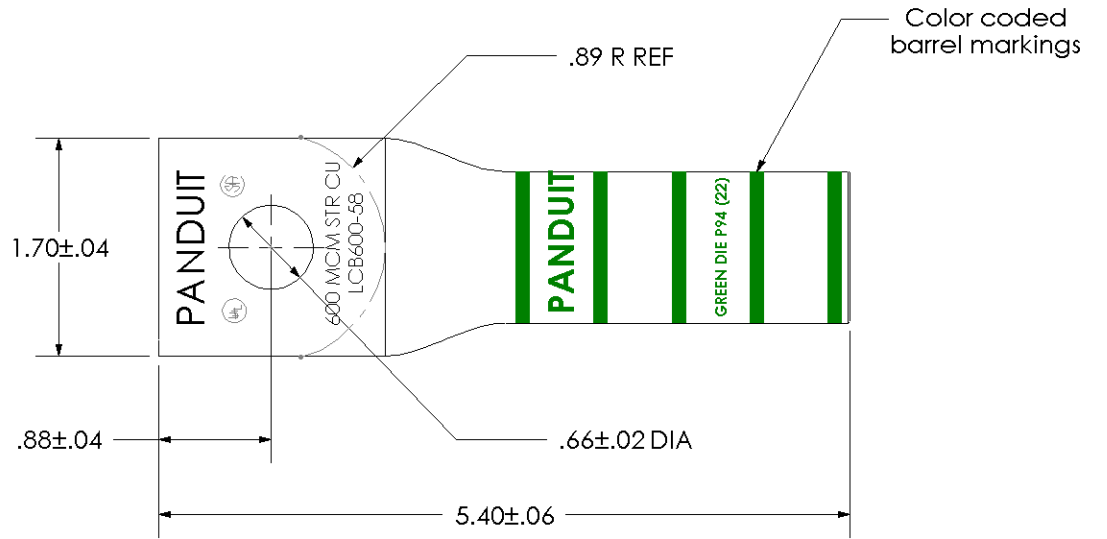 Color coded
barrel markings
.89 R REF
PANDUIT
600 MCM STR CU
LCB600-58
PANDUIT
GREEN DIE P94 (22)
1.70±.04
.88±.04
.66±.02 DIA
5.40±.06